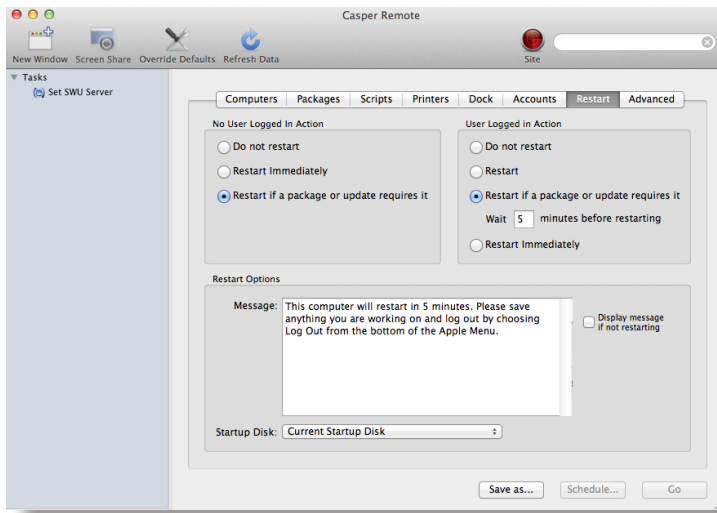 Casper Remote
New Window Screen Share Override Defaults Refresh Data Site
Tasks
Set SWU Server
Computers Packages Scripts Printers Dock Accounts Restart Advanced
No User Logged In Action
Do not restart
Restart Immediately
Restart if a package or update requires it
User Logged in Action
Do not restart
Restart
Restart if a package or update requires it
Wait 5 minutes before restarting
Restart Immediately
Restart Options
Message: This computer will restart in 5 minutes. Please save
anything you are working on and log out by choosing
Log Out from the bottom of the Apple Menu.
Display message
if not restarting
Startup Disk: Current Startup Disk
Save as... Schedule... Go